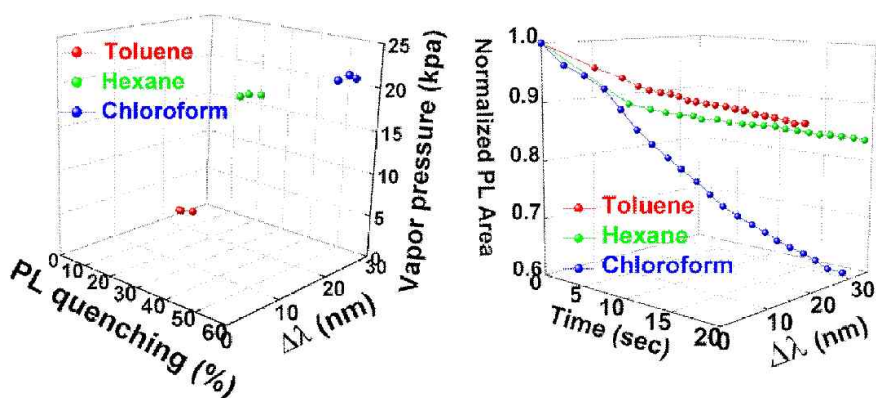 Toluene
Hexane
Chloroform
Vapor pressure (kpa)
25
20
15
10
5
0
0
10
20
30
40
50
60
PL quenching (%)
0
10
20
30
Δλ (nm)
Normalized PL Area
1.0
0.9
0.8
0.7
0.6
Toluene
Hexane
Chloroform
0
5
10
15
20
Time (sec)
0
10
20
30
Δλ (nm)